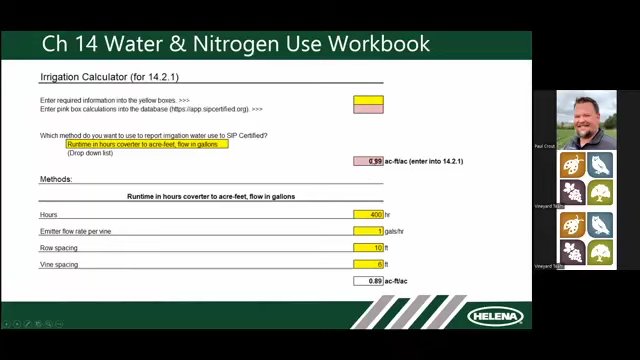 Ch 14 Water & Nitrogen Use Workbook
Irrigation Calculator (for 14.2.1)
Enter required information into the yellow boxes. >>>
Enter pink box calculations into the database (https://app.sipcertified.org). >>>
Which method do you want to use to report irrigation water use to SIP Certified?
Runtime in hours coverter to acre-feet, flow in gallons
(Drop down list)
0.89 ac-ft/ac (enter into 14.2.1)
Methods:
Runtime in hours coverter to acre-feet, flow in gallons
Hours 400 hr
Emitter flow rate per vine 1 gals/hr
Row spacing 10 ft
Vine spacing 6 ft
0.89 ac-ft/ac
HELENA
Paul Crout
Vineyard Team
Vineyard Team